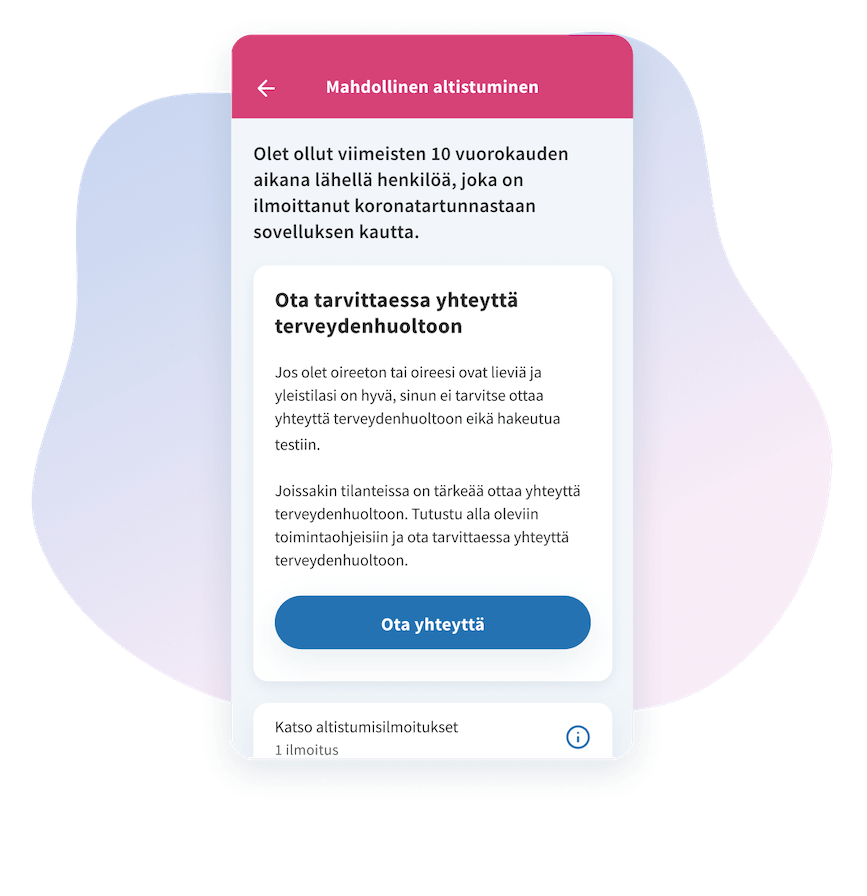 Mahdollinen altistuminen
Olet ollut viimeisten 10 vuorokauden
aikana lähellä henkilöä, joka on
ilmoittanut koronatartunnastaan
sovelluksen kautta.
Ota tarvittaessa yhteyttä
terveydenhuoltoon
Jos olet oireeton tai oireesi ovat lieviä ja
yleistilasi on hyvä, sinun ei tarvitse ottaa
yhteyttä terveydenhuoltoon eikä hakeutua
testiin.
Joissakin tilanteissa on tärkeää ottaa yhteyttä
terveydenhuoltoon. Tutustu alla oleviin
toimintaohjeisiin ja ota tarvittaessa yhteyttä
terveydenhuoltoon.
Ota yhteyttä
Katso altistumisilmoitukset
1 ilmoitus